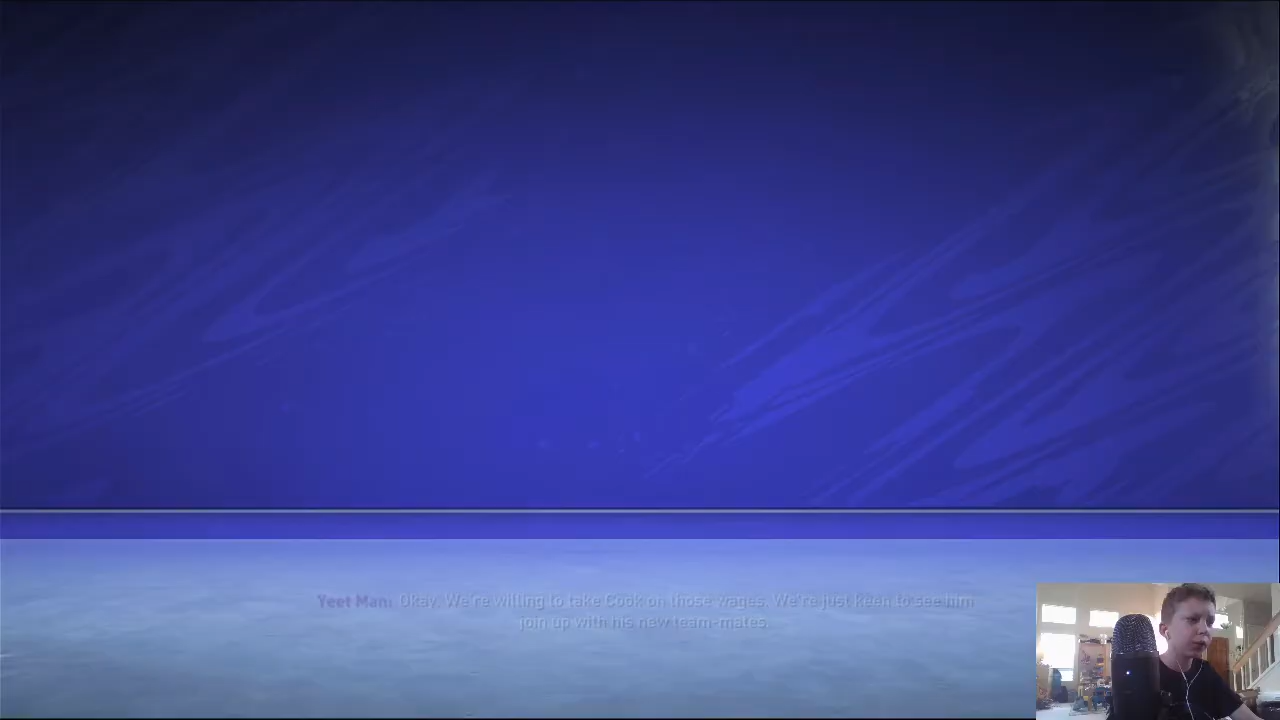 Yeet Man: Okay. We're willing to take Cook on those wages. We're just keen to see him
join up with his new team-mates.